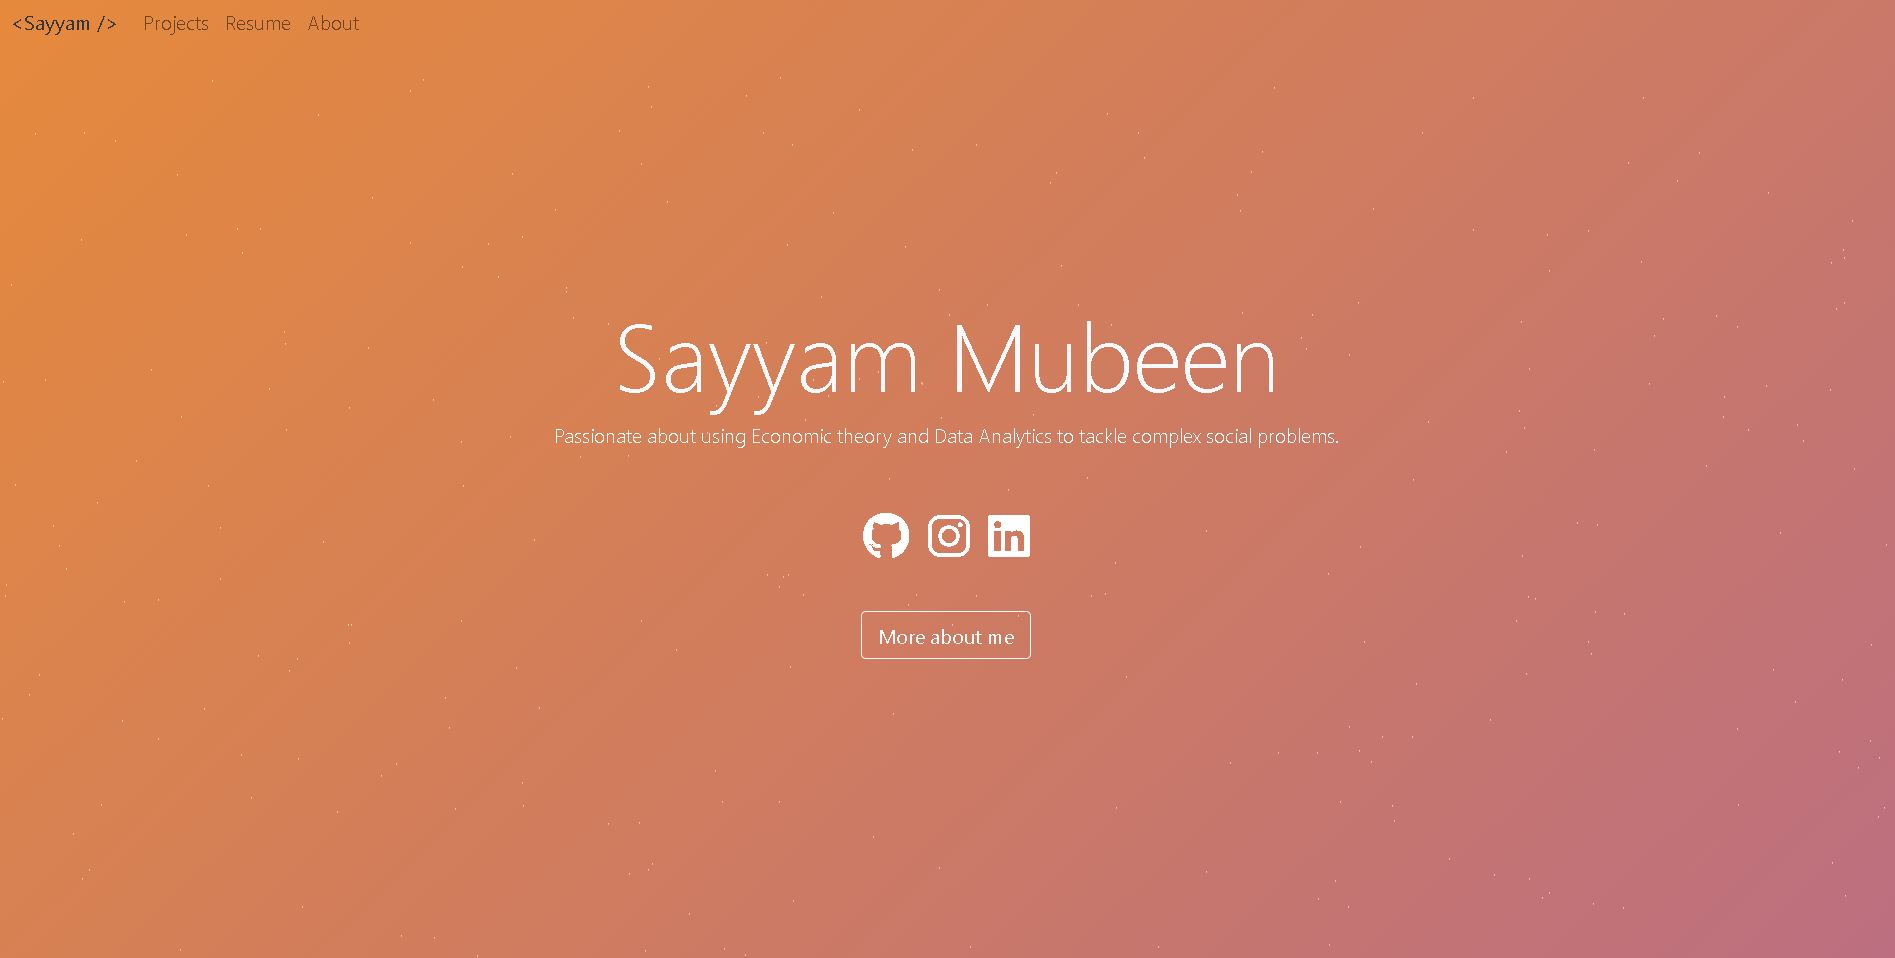 <Sayyam /> Projects Resume About
Sayyam Mubeen
Passionate about using Economic theory and Data Analytics to tackle complex social problems.
in
More about me